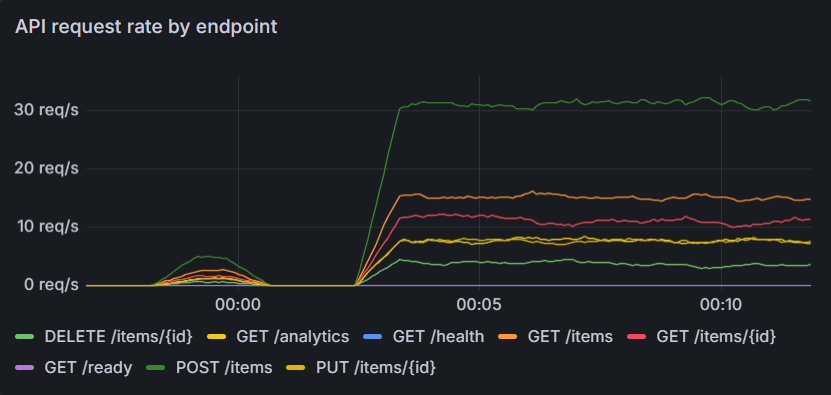 API request rate by endpoint
30 req/s
20 req/s
10 req/s
0 req/s
00:00 00:05 00:10
DELETE /items/{id} GET /analytics GET /health GET /items GET /items/{id}
GET /ready POST /items PUT /items/{id}